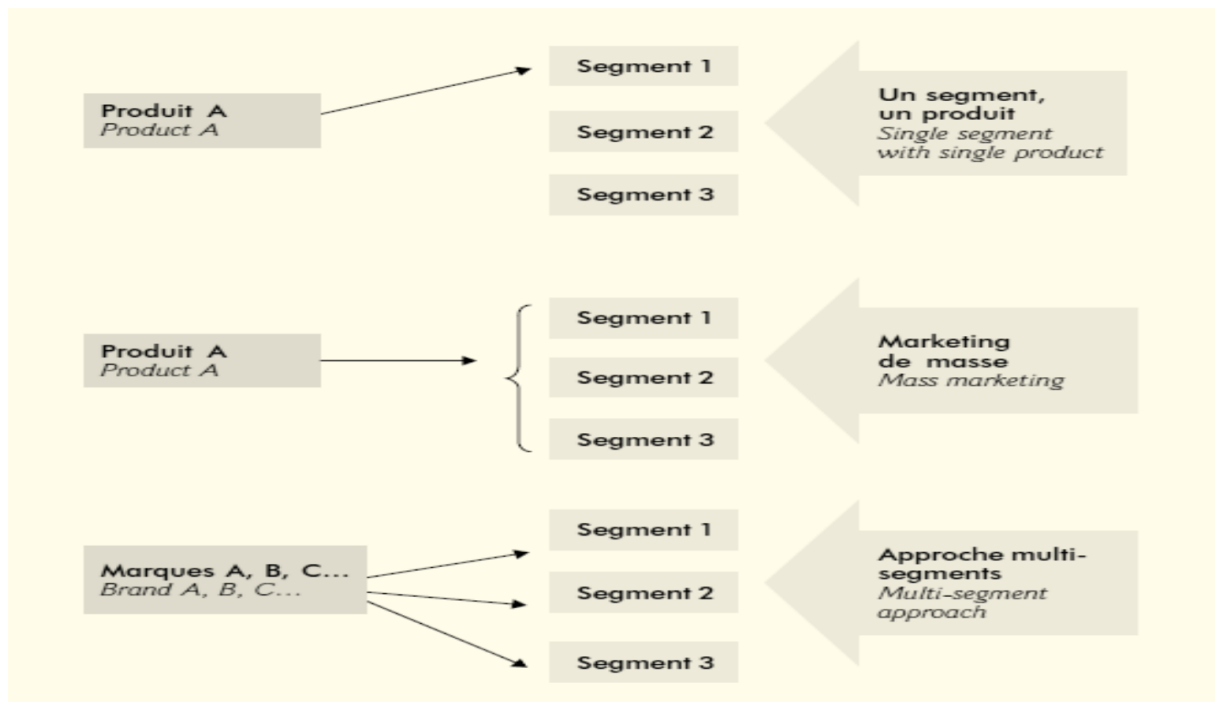 Produit A
Product A
Segment 1
Segment 2
Segment 3
Un segment,
un produit
Single segment
with single product
Produit A
Product A
Segment 1
Segment 2
Segment 3
Marketing
de masse
Mass marketing
Marques A, B, C...
Brand A, B, C...
Segment 1
Segment 2
Segment 3
Approche multi-
segments
Multi-segment
approach